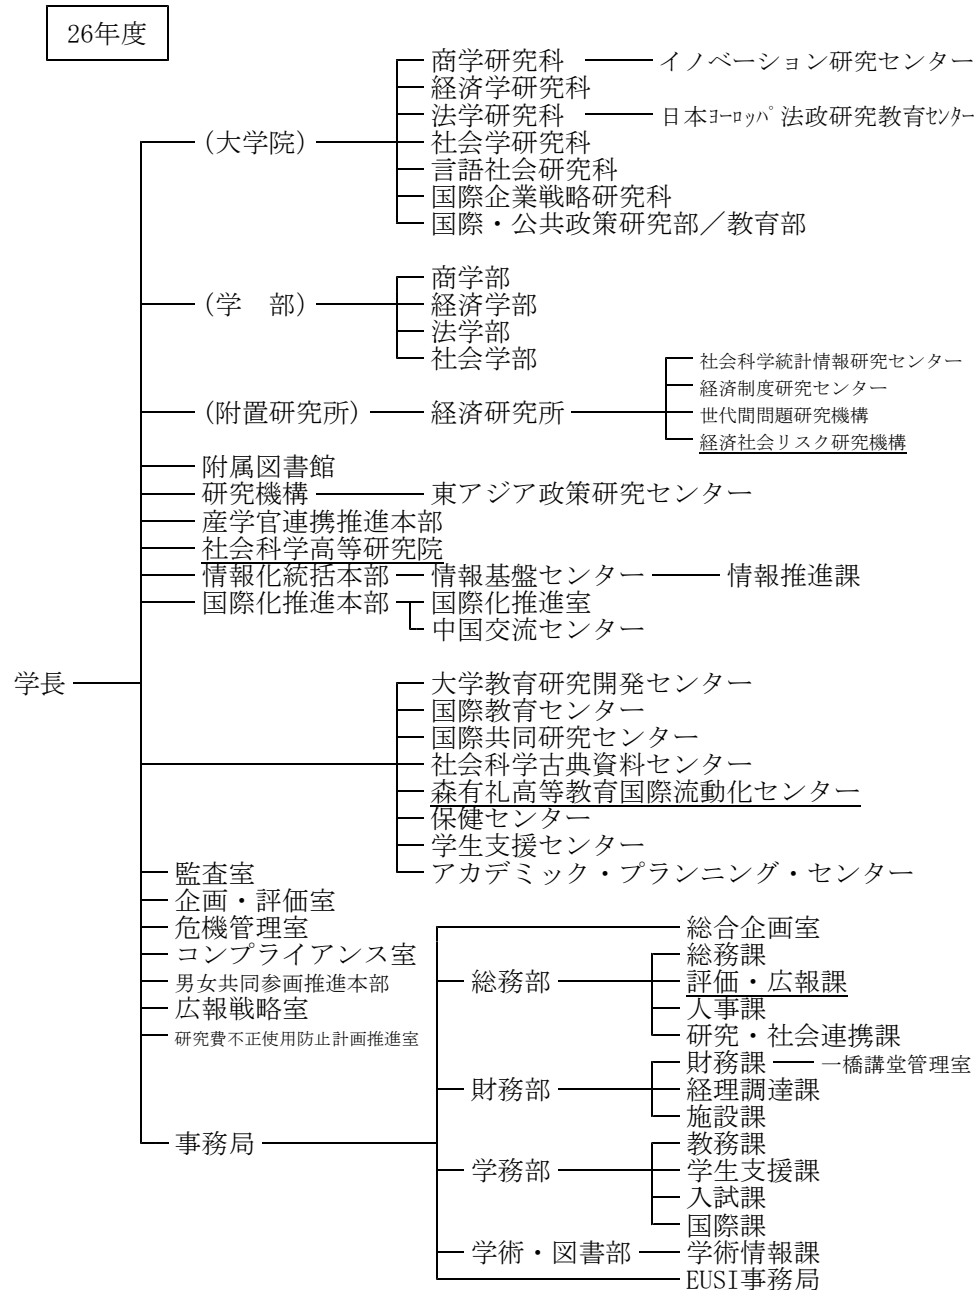 26年度
商学研究科 イノベーション研究センター
経済学研究科
法学研究科 日本ﾖｰﾛｯﾊﾟ法政研究教育ｾﾝﾀｰ
(大学院) 社会学研究科
言語社会研究科
国際企業戦略研究科
国際・公共政策研究部／教育部
商学部
(学　部) 経済学部
法学部
社会学部
社会科学統計情報研究センター
経済制度研究センター
(附置研究所) 経済研究所 世代間問題研究機構
経済社会リスク研究機構
附属図書館
研究機構 東アジア政策研究センター
産学官連携推進本部
社会科学高等研究院
情報化統括本部 情報基盤センター 情報推進課
国際化推進本部 国際化推進室
中国交流センター
学長 大学教育研究開発センター
国際教育センター
国際共同研究センター
社会科学古典資料センター
森有礼高等教育国際流動化センター
保健センター
学生支援センター
監査室 アカデミック・プランニング・センター
企画・評価室
危機管理室 総合企画室
コンプライアンス室 総務課
男女共同参画推進本部 総務部 評価・広報課
広報戦略室 人事課
研究費不正使用防止計画推進室 研究・社会連携課
財務課 一橋講堂管理室
財務部 経理調達課
施設課
事務局 教務課
学務部 学生支援課
入試課
国際課
学術・図書部 学術情報課
EUSI事務局